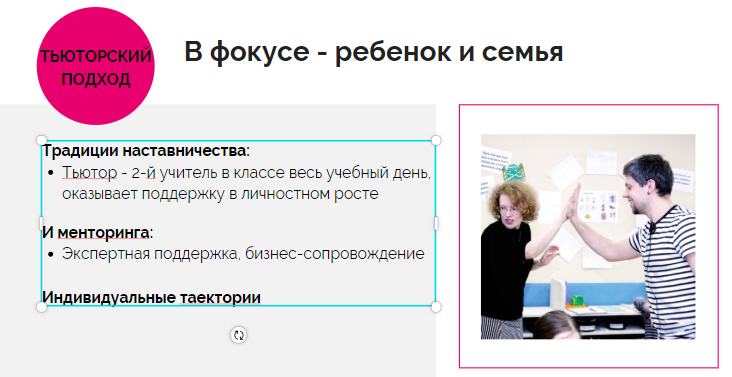 ТЬЮТОРСКИЙ
ПОДХОД
В фокусе - ребенок и семья
Традиции наставничества:
• Тьютор - 2-й учитель в классе весь учебный день,
оказывает поддержку в личностном росте
И менторинга:
• Экспертная поддержка, бизнес-сопровождение
Индивидуальные таектории